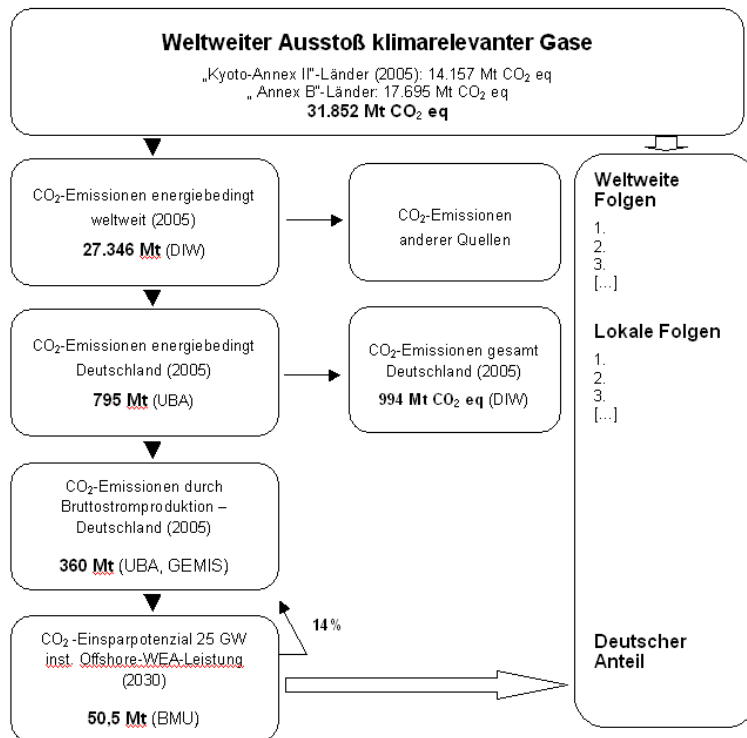 Weltweiter Ausstoß klimarelevanter Gase
„Kyoto-Annex II"-Länder (2005): 14.157 Mt CO₂ eq
„ Annex B"-Länder: 17.695 Mt CO₂ eq
31.852 Mt CO₂ eq
CO₂-Emissionen energiebedingt
weltweit (2005)
27.346 Mt (DIW)
CO₂-Emissionen
anderer Quellen
CO₂-Emissionen energiebedingt
Deutschland (2005)
795 Mt (UBA)
CO₂-Emissionen gesamt
Deutschland (2005)
994 Mt CO₂ eq (DIW)
CO₂-Emissionen durch
Bruttostromproduktion –
Deutschland (2005)
360 Mt (UBA, GEMIS)
14%
CO₂-Einsparpotenzial 25 GW
inst. Offshore-WEA-Leistung
(2030)
50,5 Mt (BMU)
Weltweite
Folgen
1.
2.
3.
[...]
Lokale Folgen
1.
2.
3.
[...]
Deutscher
Anteil